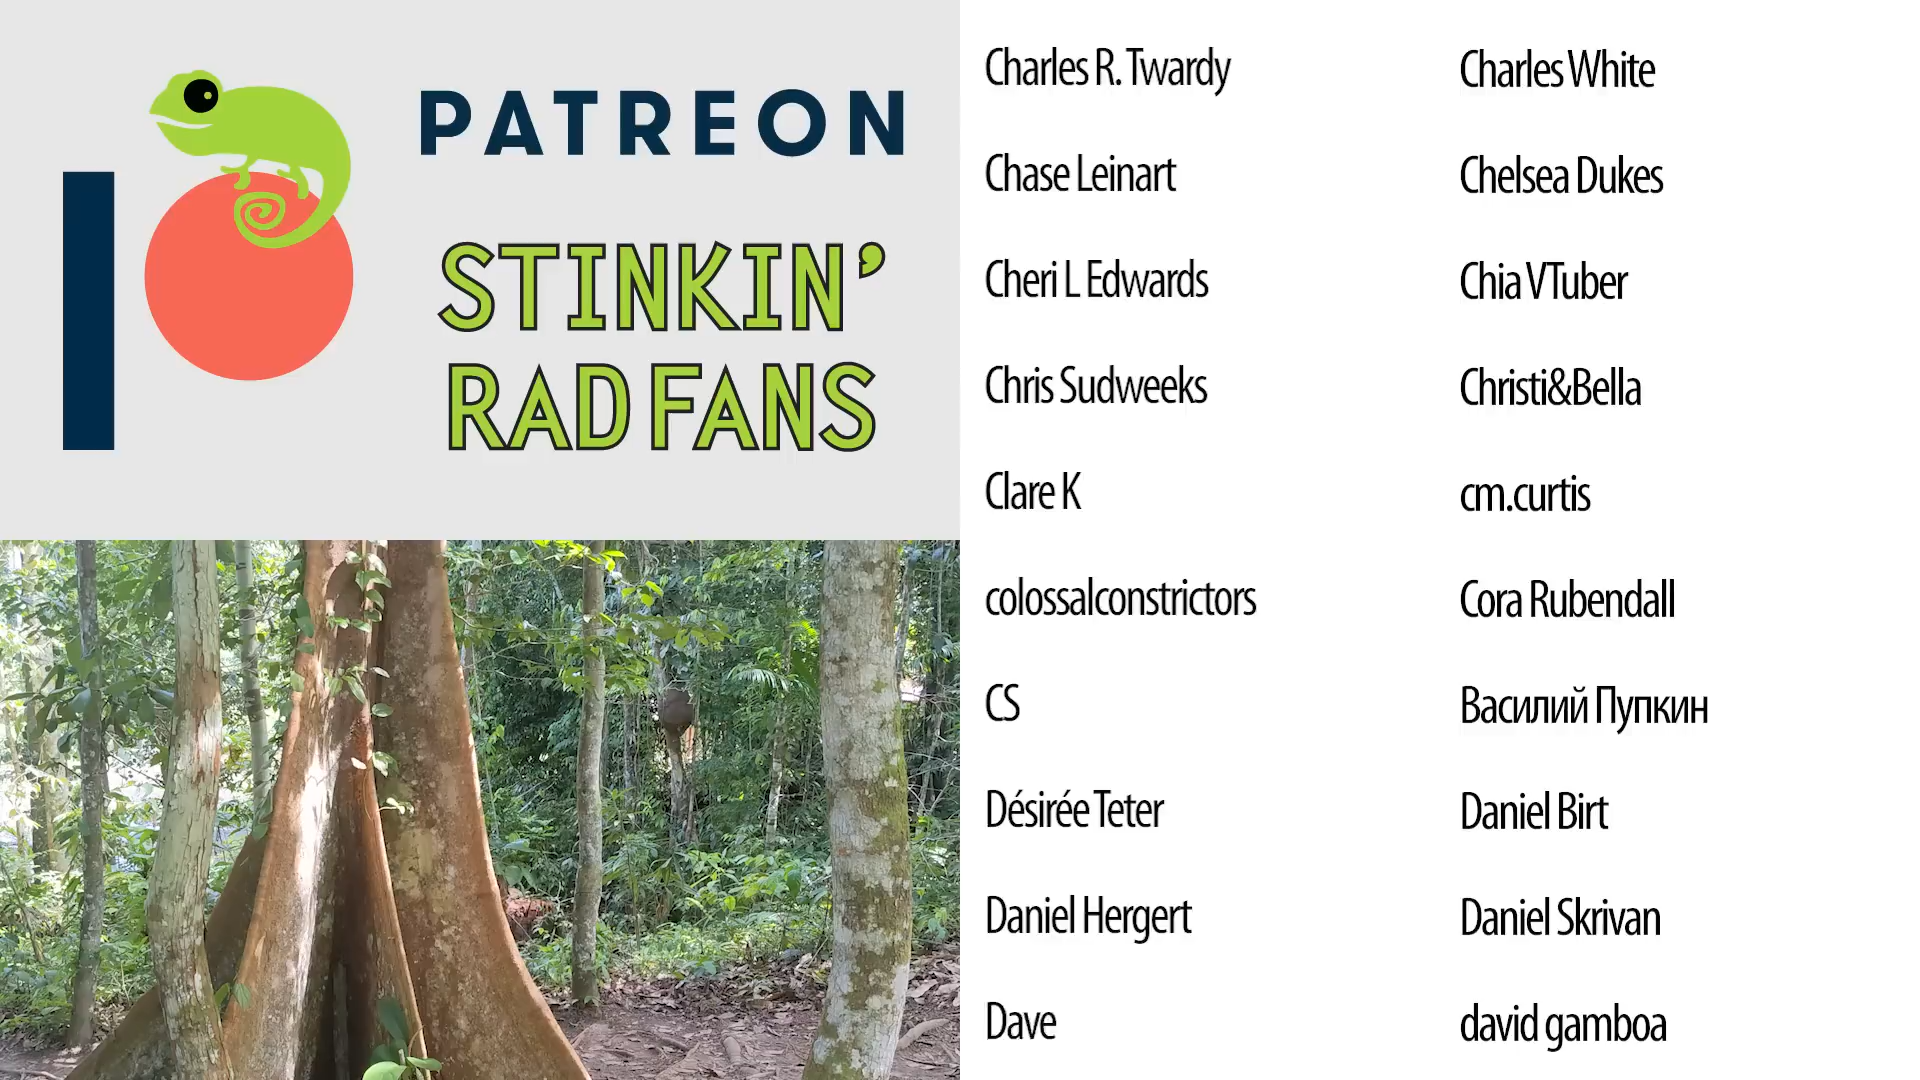 PATREON
STINKIN'
RAD FANS
Charles R. Twardy
Charles White
Chase Leinart
Chelsea Dukes
Cheri L Edwards
Chia VTuber
Chris Sudweeks
Christi&Bella
Clare K
cm.curtis
colossalconstrictors
Cora Rubendall
CS
Василий Пупкин
Désirée Teter
Daniel Birt
Daniel Hergert
Daniel Skrivan
Dave
david gamboa